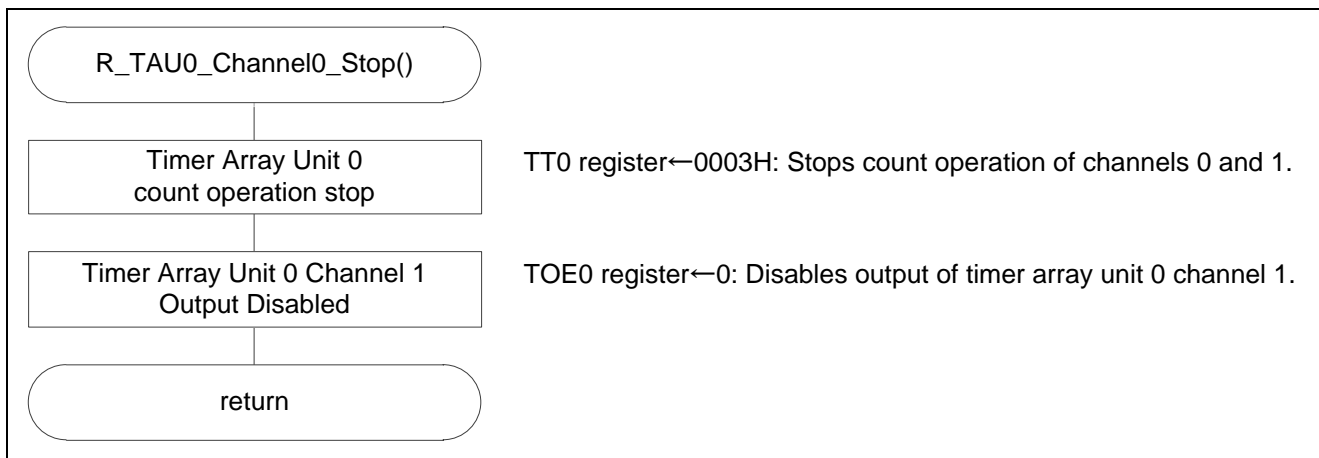 R_TAU0_Channel0_Stop()
Timer Array Unit 0
count operation stop
TT0 register←0003H: Stops count operation of channels 0 and 1.
Timer Array Unit 0 Channel 1
Output Disabled
TOE0 register←0: Disables output of timer array unit 0 channel 1.
return